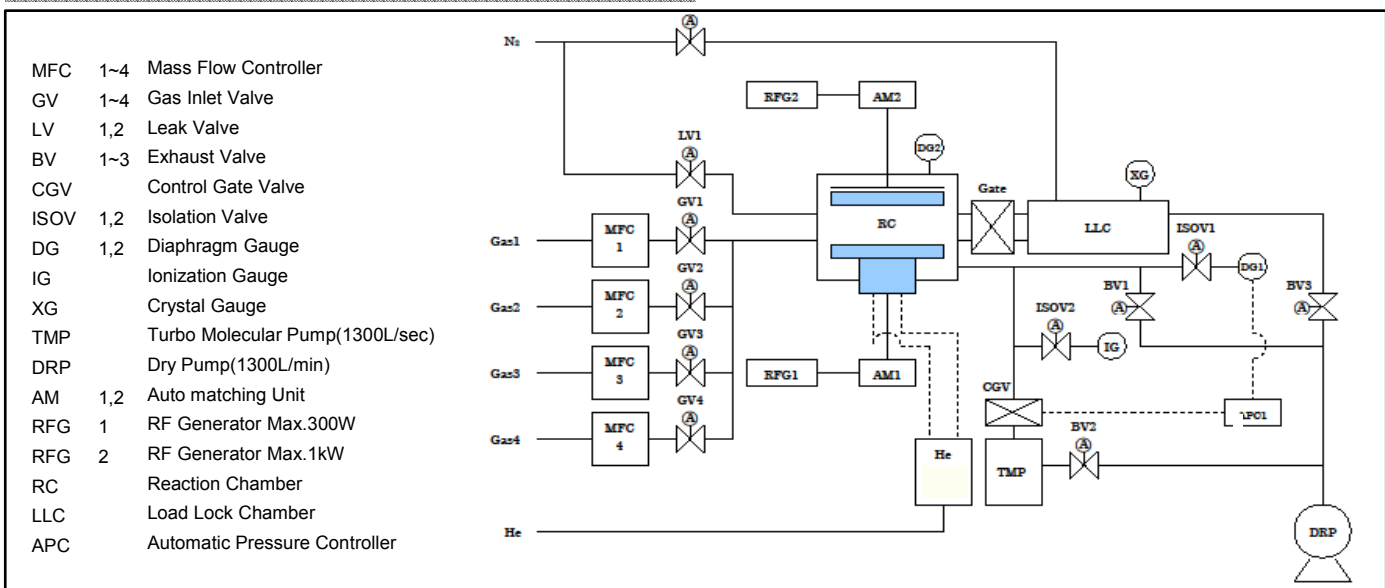 MFC 1~4 Mass Flow Controller
GV 1~4 Gas Inlet Valve
LV 1,2 Leak Valve
BV 1~3 Exhaust Valve
CGV Control Gate Valve
ISOV 1,2 Isolation Valve
DG 1,2 Diaphragm Gauge
IG Ionization Gauge
XG Crystal Gauge
TMP Turbo Molecular Pump(1300L/sec)
DRP Dry Pump(1300L/min)
AM 1,2 Auto matching Unit
RFG 1 RF Generator Max.300W
RFG 2 RF Generator Max.1kW
RC Reaction Chamber
LLC Load Lock Chamber
APC Automatic Pressure Controller
N₂
A
RFG2
AM2
LV1
A
DG2
XG
Gate
GV1
A
Gas1
MFC
1
RC
LLC
ISOV1
A
DG1
GV2
A
Gas2
MFC
2
BV1
A
BV3
A
ISOV2
A
IG
GV3
A
Gas3
MFC
3
RFG1
AM1
CGV
GV4
A
Gas4
MFC
4
BV2
A
He
TMP
He
DRP